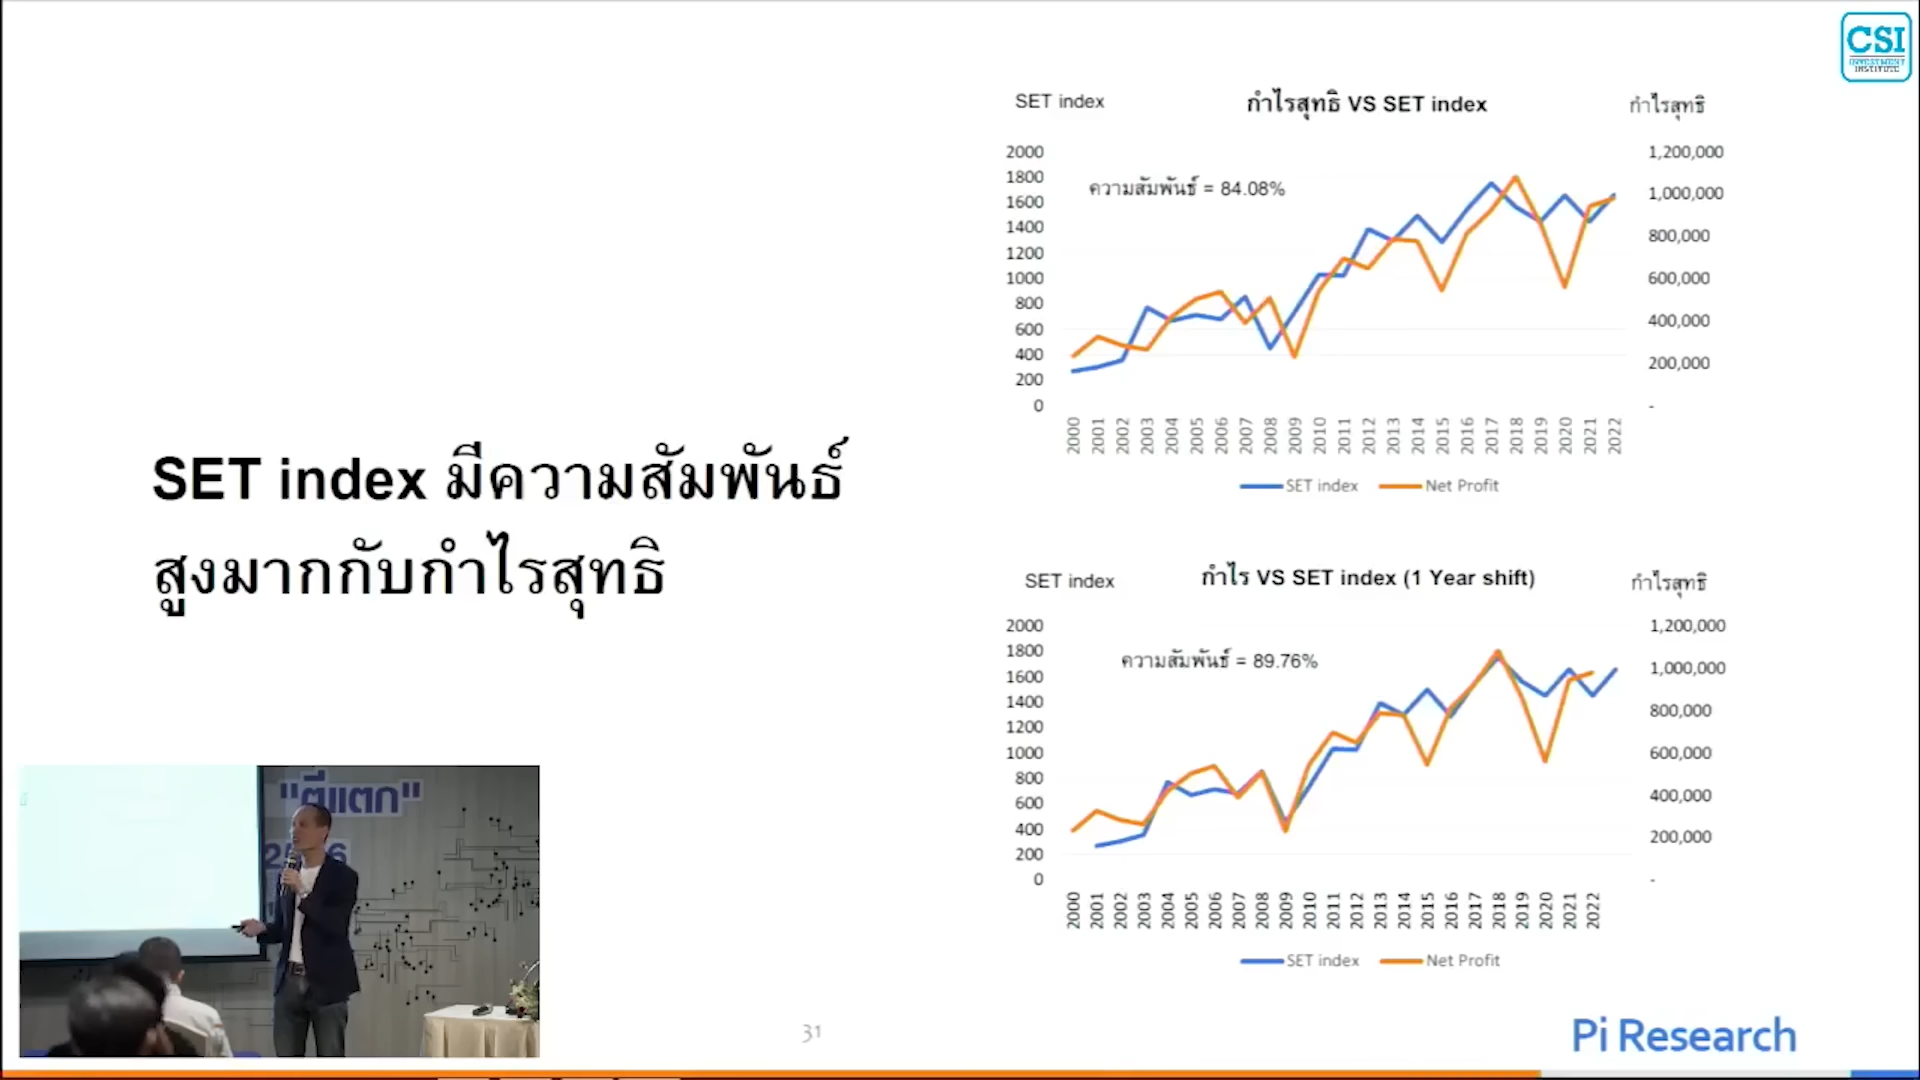 CSI
INVESTMENT
INSTITUTE
SET index มีความสัมพันธ์
สูงมากกับกำไรสุทธิ
SET index
กำไรสุทธิ VS SET index
กำไรสุทธิ
ความสัมพันธ์ = 84.08%
2000
1800
1600
1400
1200
1000
800
600
400
200
0
1,200,000
1,000,000
800,000
600,000
400,000
200,000
-
2000 2001 2002 2003 2004 2005 2006 2007 2008 2009 2010 2011 2012 2013 2014 2015 2016 2017 2018 2019 2020 2021 2022
SET index Net Profit
SET index
กำไร VS SET index (1 Year shift)
กำไรสุทธิ
ความสัมพันธ์ = 89.76%
2000
1800
1600
1400
1200
1000
800
600
400
200
0
1,200,000
1,000,000
800,000
600,000
400,000
200,000
-
2000 2001 2002 2003 2004 2005 2006 2007 2008 2009 2010 2011 2012 2013 2014 2015 2016 2017 2018 2019 2020 2021 2022
SET index Net Profit
"ตีแตก"
31
Pi Research